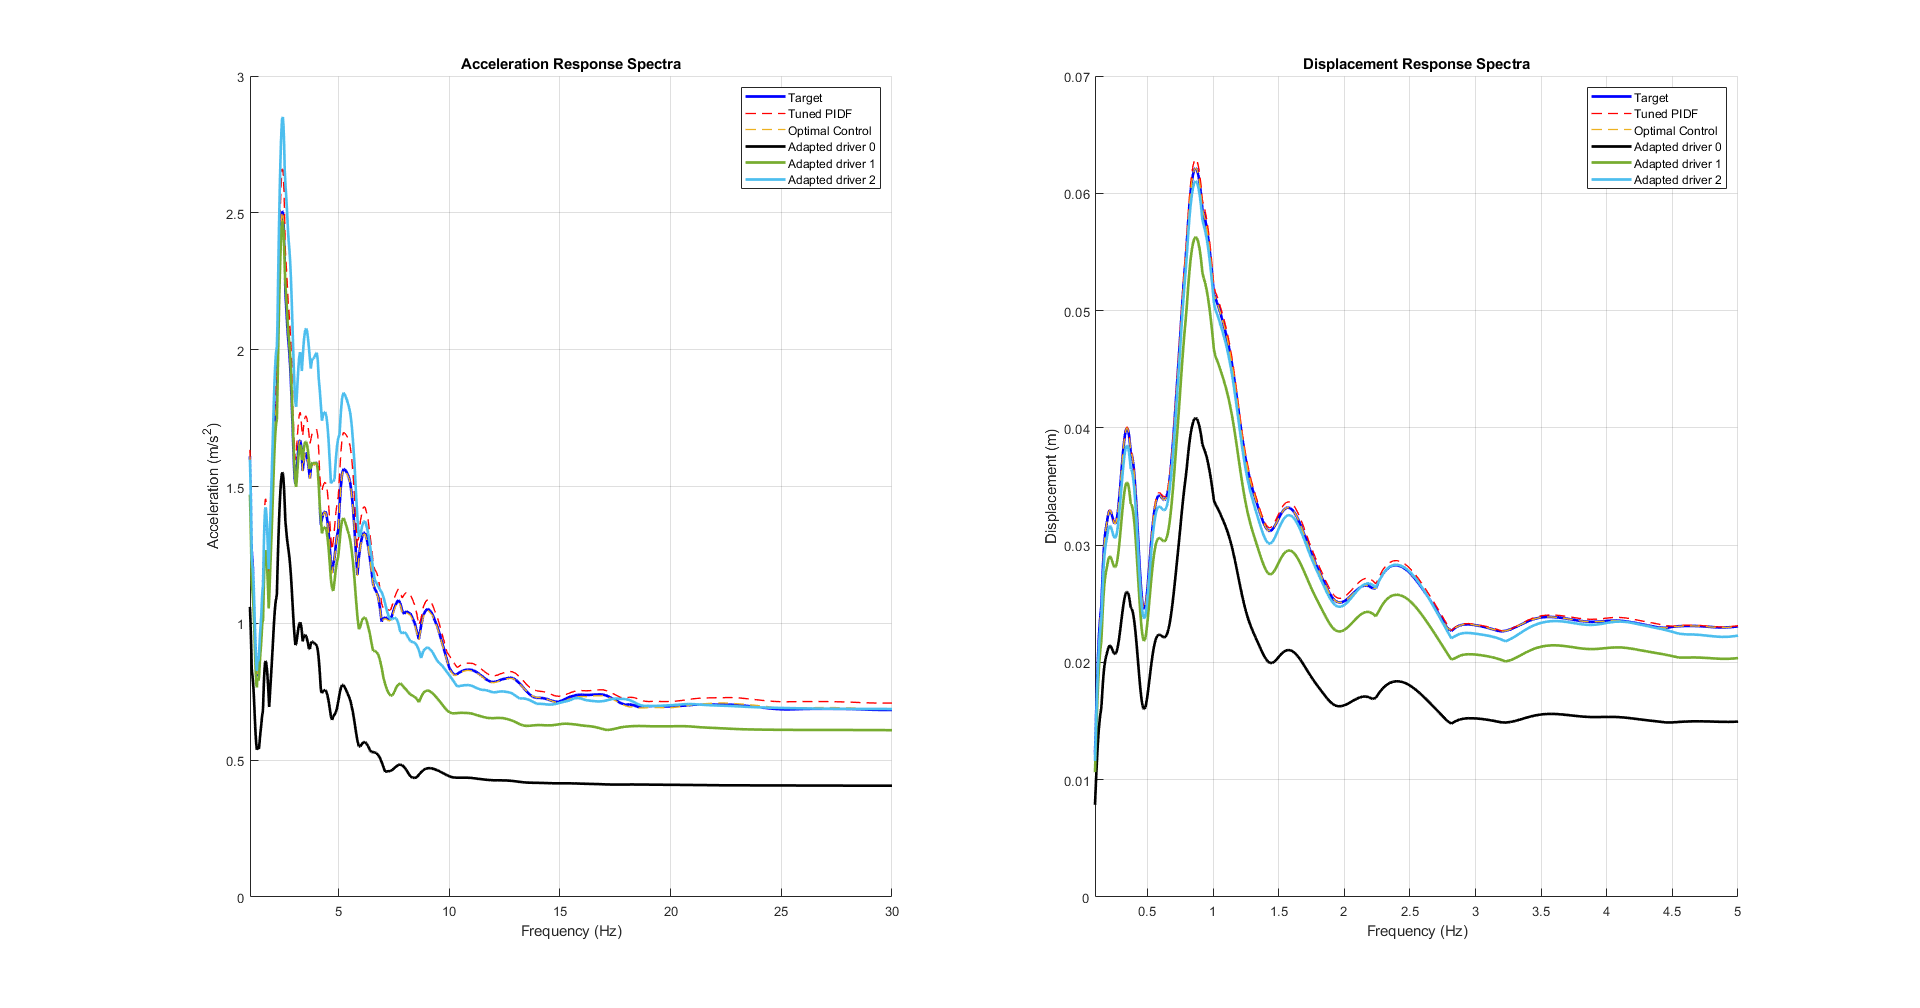 Acceleration Response Spectra
3
2.5
2
1.5
1
0.5
0
Acceleration (m/s²)
5
10
15
20
25
30
Frequency (Hz)
Target
Tuned PIDF
Optimal Control
Adapted driver 0
Adapted driver 1
Adapted driver 2
Displacement Response Spectra
0.07
0.06
0.05
0.04
0.03
0.02
0.01
0
Displacement (m)
0.5
1
1.5
2
2.5
3
3.5
4
4.5
5
Frequency (Hz)
Target
Tuned PIDF
Optimal Control
Adapted driver 0
Adapted driver 1
Adapted driver 2